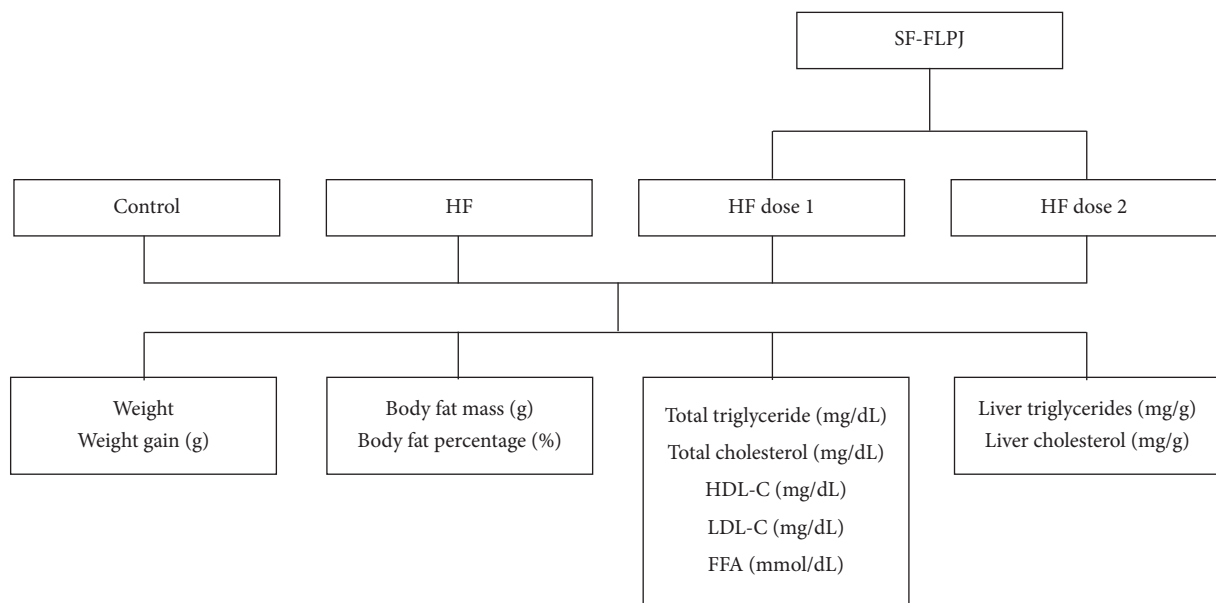 SF-FLPJ
Control
HF
HF dose 1
HF dose 2
Weight
Weight gain (g)
Body fat mass (g)
Body fat percentage (%)
Total triglyceride (mg/dL)
Total cholesterol (mg/dL)
HDL-C (mg/dL)
LDL-C (mg/dL)
FFA (mmol/dL)
Liver triglycerides (mg/g)
Liver cholesterol (mg/g)